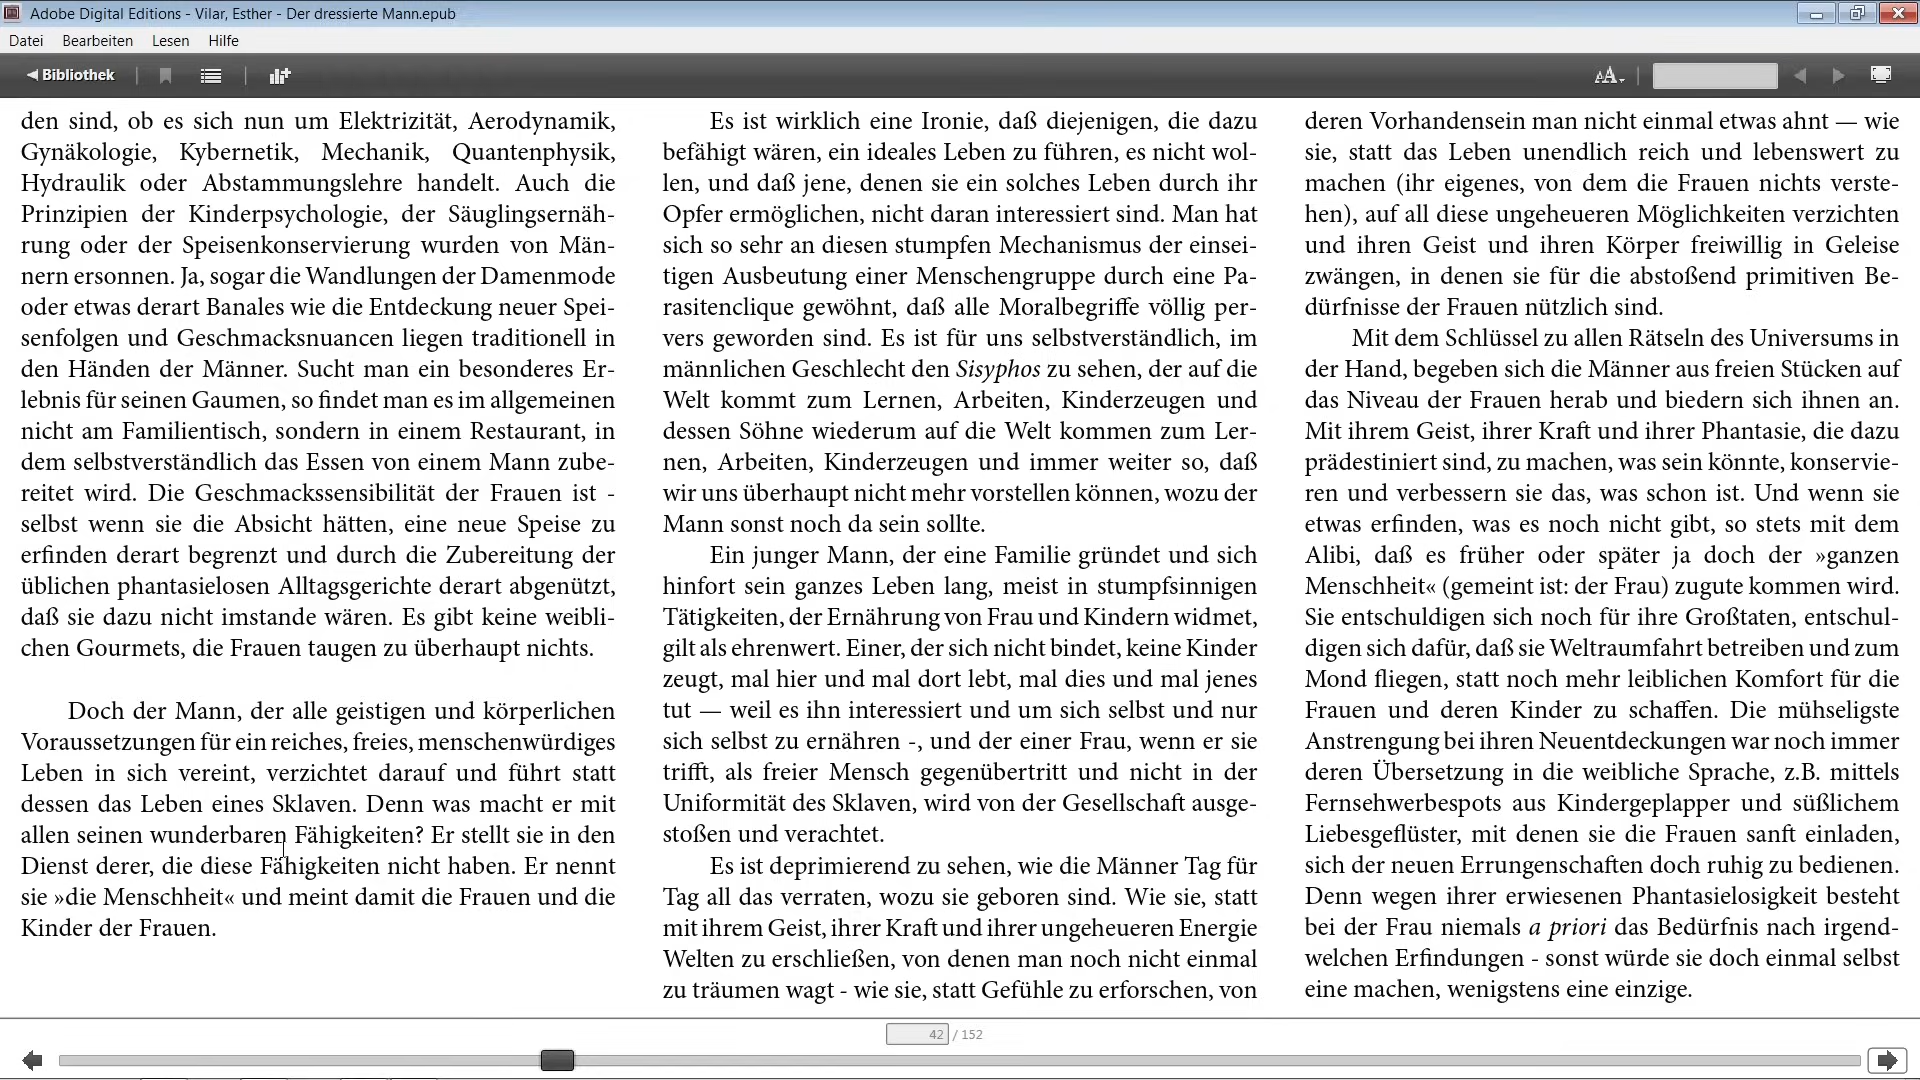 Adobe Digital Editions - Vilar, Esther - Der dressierte Mann.epub
Datei Bearbeiten Lesen Hilfe
Bibliothek AA
den sind, ob es sich nun um Elektrizität, Aerodynamik,
Gynäkologie, Kybernetik, Mechanik, Quantenphysik,
Hydraulik oder Abstammungslehre handelt. Auch die
Prinzipien der Kinderpsychologie, der Säuglingsernäh-
rung oder der Speisenkonservierung wurden von Män-
nern ersonnen. Ja, sogar die Wandlungen der Damenmode
oder etwas derart Banales wie die Entdeckung neuer Spei-
senfolgen und Geschmacksnuancen liegen traditionell in
den Händen der Männer. Sucht man ein besonderes Er-
lebnis für seinen Gaumen, so findet man es im allgemeinen
nicht am Familientisch, sondern in einem Restaurant, in
dem selbstverständlich das Essen von einem Mann zube-
reitet wird. Die Geschmackssensibilität der Frauen ist -
selbst wenn sie die Absicht hätten, eine neue Speise zu
erfinden derart begrenzt und durch die Zubereitung der
üblichen phantasielosen Alltagsgerichte derart abgenützt,
daß sie dazu nicht imstande wären. Es gibt keine weibli-
chen Gourmets, die Frauen taugen zu überhaupt nichts.
Doch der Mann, der alle geistigen und körperlichen
Voraussetzungen für ein reiches, freies, menschenwürdiges
Leben in sich vereint, verzichtet darauf und führt statt
dessen das Leben eines Sklaven. Denn was macht er mit
allen seinen wunderbaren Fähigkeiten? Er stellt sie in den
Dienst derer, die diese Fähigkeiten nicht haben. Er nennt
sie »die Menschheit« und meint damit die Frauen und die
Kinder der Frauen.
Es ist wirklich eine Ironie, daß diejenigen, die dazu
befähigt wären, ein ideales Leben zu führen, es nicht wol-
len, und daß jene, denen sie ein solches Leben durch ihr
Opfer ermöglichen, nicht daran interessiert sind. Man hat
sich so sehr an diesen stumpfen Mechanismus der einsei-
tigen Ausbeutung einer Menschengruppe durch eine Pa-
rasitenclique gewöhnt, daß alle Moralbegriffe völlig per-
vers geworden sind. Es ist für uns selbstverständlich, im
männlichen Geschlecht den Sisyphos zu sehen, der auf die
Welt kommt zum Lernen, Arbeiten, Kinderzeugen und
dessen Söhne wiederum auf die Welt kommen zum Ler-
nen, Arbeiten, Kinderzeugen und immer weiter so, daß
wir uns überhaupt nicht mehr vorstellen können, wozu der
Mann sonst noch da sein sollte.
Ein junger Mann, der eine Familie gründet und sich
hinfort sein ganzes Leben lang, meist in stumpfsinnigen
Tätigkeiten, der Ernährung von Frau und Kindern widmet,
gilt als ehrenwert. Einer, der sich nicht bindet, keine Kinder
zeugt, mal hier und mal dort lebt, mal dies und mal jenes
tut — weil es ihn interessiert und um sich selbst und nur
sich selbst zu ernähren -, und der einer Frau, wenn er sie
trifft, als freier Mensch gegenübertritt und nicht in der
Uniformität des Sklaven, wird von der Gesellschaft ausge-
stoßen und verachtet.
Es ist deprimierend zu sehen, wie die Männer Tag für
Tag all das verraten, wozu sie geboren sind. Wie sie, statt
mit ihrem Geist, ihrer Kraft und ihrer ungeheueren Energie
Welten zu erschließen, von denen man noch nicht einmal
zu träumen wagt - wie sie, statt Gefühle zu erforschen, von
deren Vorhandensein man nicht einmal etwas ahnt — wie
sie, statt das Leben unendlich reich und lebenswert zu
machen (ihr eigenes, von dem die Frauen nichts verste-
hen), auf all diese ungeheueren Möglichkeiten verzichten
und ihren Geist und ihren Körper freiwillig in Geleise
zwängen, in denen sie für die abstoßend primitiven Be-
dürfnisse der Frauen nützlich sind.
Mit dem Schlüssel zu allen Rätseln des Universums in
der Hand, begeben sich die Männer aus freien Stücken auf
das Niveau der Frauen herab und biedern sich ihnen an.
Mit ihrem Geist, ihrer Kraft und ihrer Phantasie, die dazu
prädestiniert sind, zu machen, was sein könnte, konservie-
ren und verbessern sie das, was schon ist. Und wenn sie
etwas erfinden, was es noch nicht gibt, so stets mit dem
Alibi, daß es früher oder später ja doch der »ganzen
Menschheit« (gemeint ist: der Frau) zugute kommen wird.
Sie entschuldigen sich noch für ihre Großtaten, entschul-
digen sich dafür, daß sie Weltraumfahrt betreiben und zum
Mond fliegen, statt noch mehr leiblichen Komfort für die
Frauen und deren Kinder zu schaffen. Die mühseligste
Anstrengung bei ihren Neuentdeckungen war noch immer
deren Übersetzung in die weibliche Sprache, z.B. mittels
Fernsehwerbespots aus Kindergeplapper und süßlichem
Liebesgeflüster, mit denen sie die Frauen sanft einladen,
sich der neuen Errungenschaften doch ruhig zu bedienen.
Denn wegen ihrer erwiesenen Phantasielosigkeit besteht
bei der Frau niemals a priori das Bedürfnis nach irgend-
welchen Erfindungen - sonst würde sie doch einmal selbst
eine machen, wenigstens eine einzige.
42 / 152